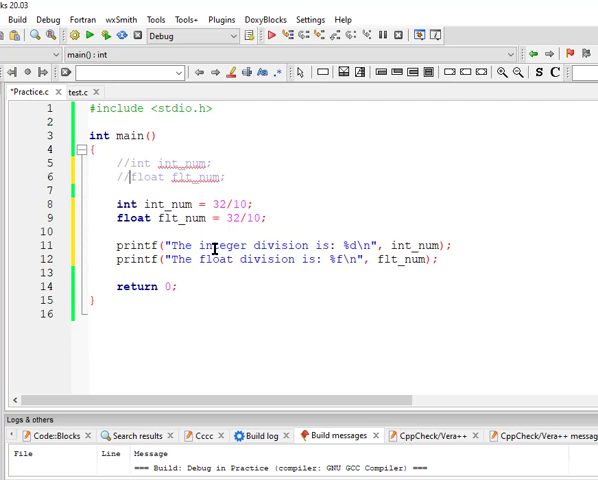 ks 20.03
Build Debug Fortran wxSmith Tools Tools+ Plugins DoxyBlocks Settings Help
Debug
main() : int
S C
*Practice.c test.c
1 #include <stdio.h>
2
3 int main()
4 {
5 //int int_num;
6 //float flt_num;
7
8 int int_num = 32/10;
9 float flt_num = 32/10;
10
11 printf("The integer division is: %d\n", int_num);
12 printf("The float division is: %f\n", flt_num);
13
14 return 0;
15 }
16
Logs & others
Code::Blocks Search results Cccc Build log Build messages CppCheck/Vera++ CppCheck/Vera++ messag
File Line Message
=== Build: Debug in Practice (compiler: GNU GCC Compiler) ===